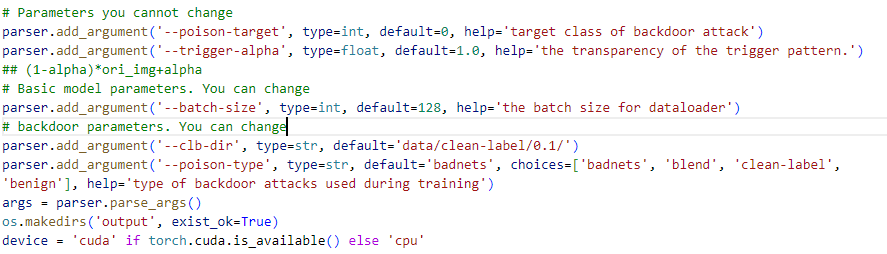 # Parameters you cannot change
parser.add_argument('--poison-target', type=int, default=0, help='target class of backdoor attack')
parser.add_argument('--trigger-alpha', type=float, default=1.0, help='the transparency of the trigger pattern.')
## (1-alpha)*ori_img+alpha
# Basic model parameters. You can change
parser.add_argument('--batch-size', type=int, default=128, help='the batch size for dataloader')
# backdoor parameters. You can change
parser.add_argument('--clb-dir', type=str, default='data/clean-label/0.1/')
parser.add_argument('--poison-type', type=str, default='badnets', choices=['badnets', 'blend', 'clean-label',
'benign'], help='type of backdoor attacks used during training')
args = parser.parse_args()
os.makedirs('output', exist_ok=True)
device = 'cuda' if torch.cuda.is_available() else 'cpu'